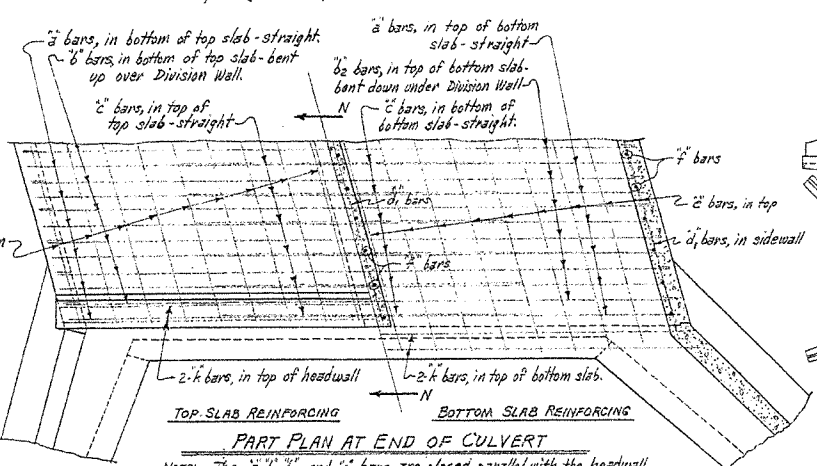 "a" bars, in bottom of top slab-straight.
"b" bars, in bottom of top slab-bent
up over Division Wall.
"c" bars, in top of
top slab-straight
"a" bars, in top of bottom
slab-straight
"b2" bars, in top of bottom slab-
bent down under Division Wall
"c" bars, in bottom of
bottom slab-straight.
N
"f" bars
"e" bars, in top
"d1" bars, in sidewall
"d1" bars
"f" bars
2-"k" bars, in top of headwall
2-"k" bars, in top of bottom slab.
N
TOP SLAB REINFORCING
BOTTOM SLAB REINFORCING
PART PLAN AT END OF CULVERT